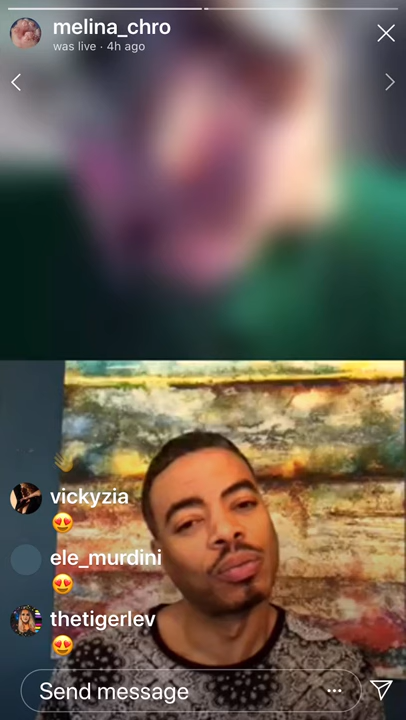 melina_chro
was live · 4h ago
vickyzia
ele_murdini
thetigerlev
Send message